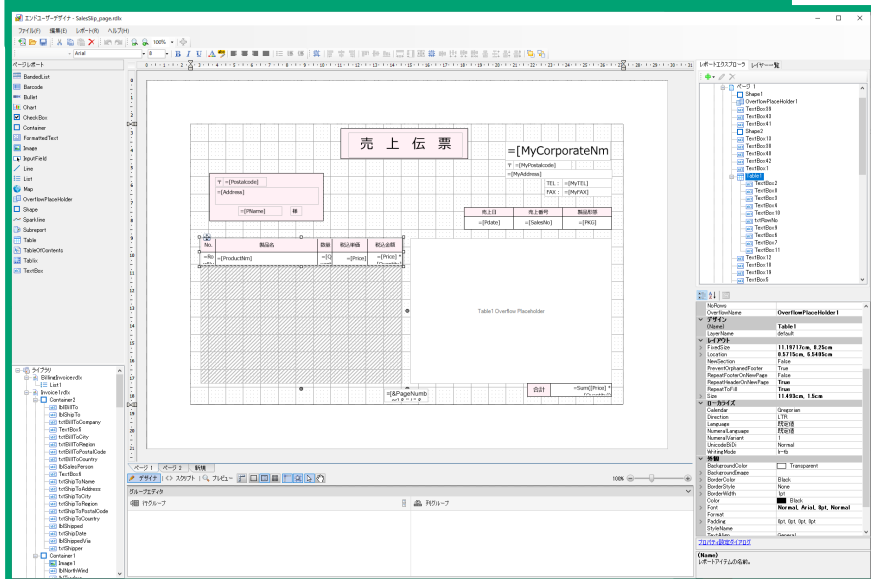 エンドユーザーデザイナ - SalesSlip_page.rdlx
ファイル(F) 編集(E) レポート(R) ヘルプ(H)
100%
Arial
B I U
ページレポート
BandedList
Barcode
Bullet
Chart
CheckBox
Container
FormattedText
Image
InputField
Line
List
Map
OverflowPlaceHolder
Shape
Sparkline
Subreport
Table
TableOfContents
Tablix
TextBox
ライブラリ
BillingInvoice.rdlx
List1
Invoice1.rdlx
Container2
lblBillTo
lblShipTo
txtBillToCompany
TextBox5
txtBillToCity
txtBillToRegion
txtBillToPostalCode
txtBillToCountry
lblSalesPerson
TextBox6
txtShipToName
txtShipToAddress
txtShipToCity
txtShipToRegion
txtShipToPostalCode
txtShipToCountry
lblShipped
txtShipDate
lblShippedVia
txtShipper
Container1
Image1
lblNorthWind
売 上 伝 票
=[MyCorporateNm
〒 =[MyPostalcode]
=[MyAddress]
TEL : =[MyTEL]
FAX : =[MyFAX]
〒 =[Postalcode]
=[Address]
=[PName] 様
売上日 売上番号 製品形態
=[Pdate] =[SalesNo] =[PKG]
No. 製品名 数量 税込単価 税込金額
=Ro [ProductNm] =[Q =[Price] =[Price] *
Table1 Overflow Placeholder
=[&PageNumb
合計 =Sum([Price] *
ページ 1 ページ 2 新規
デザイナ スクリプト プレビュー
100%
グループエディタ
行グループ 列グループ
レポートエクスプローラ レイヤー一覧
ページ 1
Shape1
OverflowPlaceHolder1
TextBox39
TextBox40
TextBox41
Shape2
TextBox13
TextBox38
TextBox48
TextBox42
TextBox1
Table1
TextBox2
TextBox8
TextBox3
TextBox4
TextBox10
txtRowNo
TextBox9
TextBox6
TextBox7
TextBox11
TextBox12
TextBox18
TextBox19
TextBox5
NoRows
OverflowName OverflowPlaceHolder1
デザイン
(Name) Table1
LayerName default
レイアウト
FixedSize 11.19717cm, 8.25cm
Location 0.5715cm, 6.5405cm
NewSection False
PreventOrphanedFooter True
RepeatFooterOnNewPage False
RepeatHeaderOnNewPage True
RepeatToFill True
Size 11.493cm, 1.5cm
ローカライズ
Calendar Gregorian
Direction LTR
Language 既定値
NumeralLanguage 既定値
NumeralVariant 1
UnicodeBiDi Normal
WritingMode lr-tb
外観
BackgroundColor Transparent
BackgroundImage
BorderColor Black
BorderStyle None
BorderWidth 1pt
Color Black
Font Normal, Arial, 9pt, Normal
Format
Padding 0pt, 0pt, 0pt, 0pt
StyleName
TextAlign General
プロパティ設定ダイアログ
(Name)
レポートアイテムの名前。